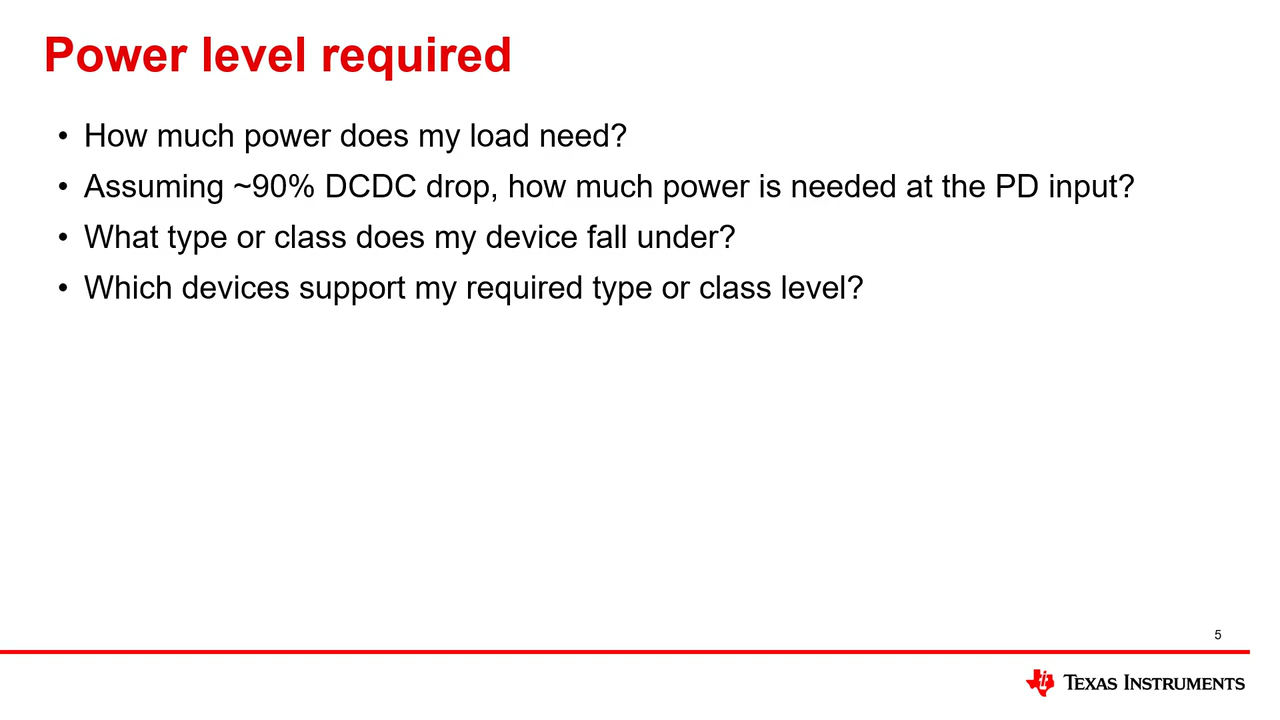 Power level required
• How much power does my load need?
• Assuming ~90% DCDC drop, how much power is needed at the PD input?
• What type or class does my device fall under?
• Which devices support my required type or class level?
5
TEXAS INSTRUMENTS